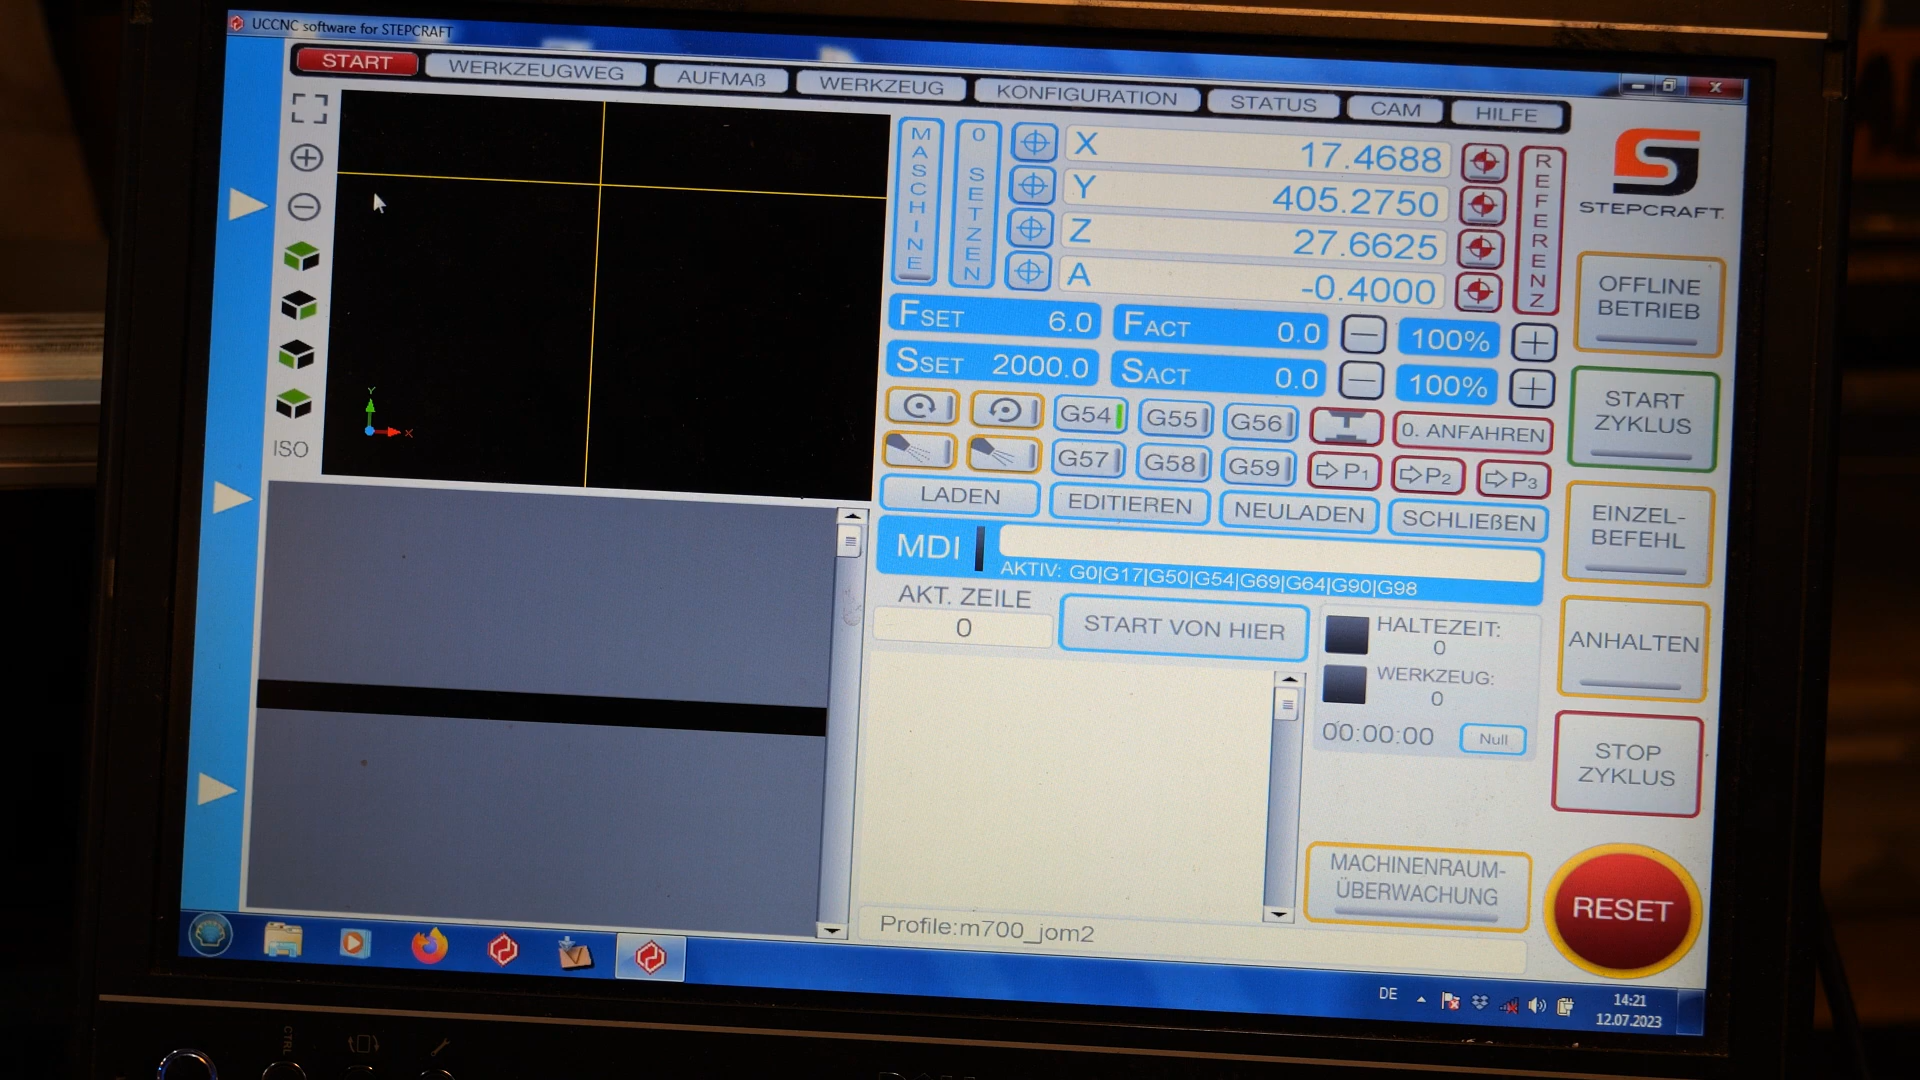 UCCNC software for STEPCRAFT
START WERKZEUGWEG AUFMAß WERKZEUG KONFIGURATION STATUS CAM HILFE
MASCHINE
0 SETZEN
X 17.4688
Y 405.2750
Z 27.6625
A -0.4000
REFERENZ
STEPCRAFT
FSET 6.0 FACT 0.0 100%
SSET 2000.0 SACT 0.0 100%
G54 G55 G56 0. ANFAHREN
G57 G58 G59 P1 P2 P3
LADEN EDITIEREN NEULADEN SCHLIEßEN
MDI
AKTIV: G0|G17|G50|G54|G69|G64|G90|G98
AKT. ZEILE
0
START VON HIER
HALTEZEIT:
0
WERKZEUG:
0
00:00:00 Null
MACHINENRAUM-
ÜBERWACHUNG
Profile:m700_jom2
OFFLINE
BETRIEB
START
ZYKLUS
EINZEL-
BEFEHL
ANHALTEN
STOP
ZYKLUS
RESET
Y
X
ISO
DE
14:21
12.07.2023
CTRL